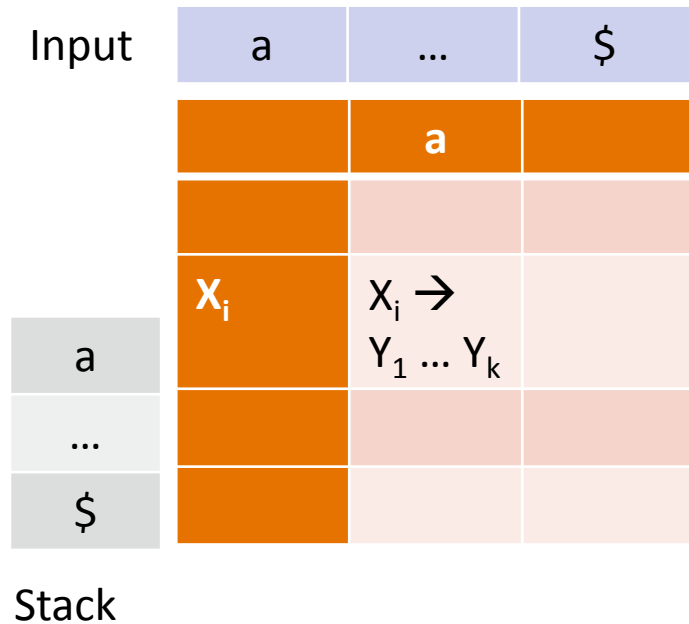 Input a … $
a
Xᵢ Xᵢ →
Y₁ … Yₖ
a
…
$
Stack